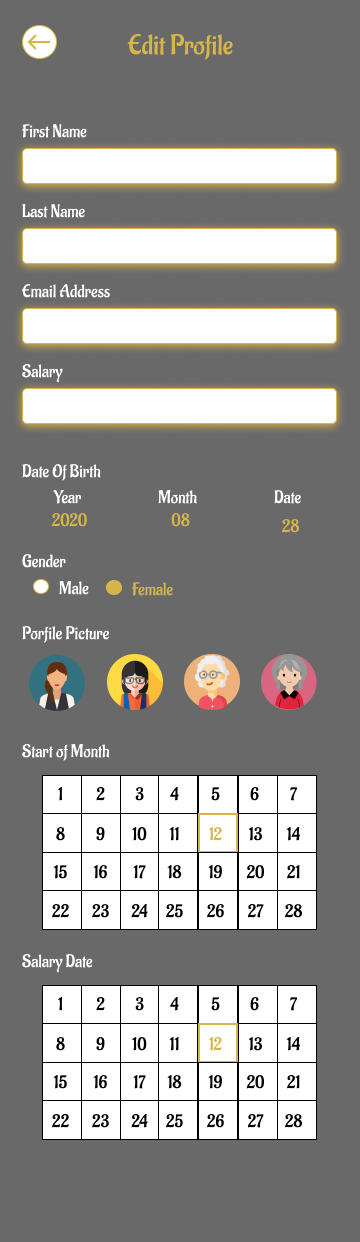 Edit Profile
First Name
Last Name
Email Address
Salary
Date Of Birth
Year Month Date
2020 08 28
Gender
Male Female
Porfile Picture
Start of Month
1 2 3 4 5 6 7
8 9 10 11 12 13 14
15 16 17 18 19 20 21
22 23 24 25 26 27 28
Salary Date
1 2 3 4 5 6 7
8 9 10 11 12 13 14
15 16 17 18 19 20 21
22 23 24 25 26 27 28